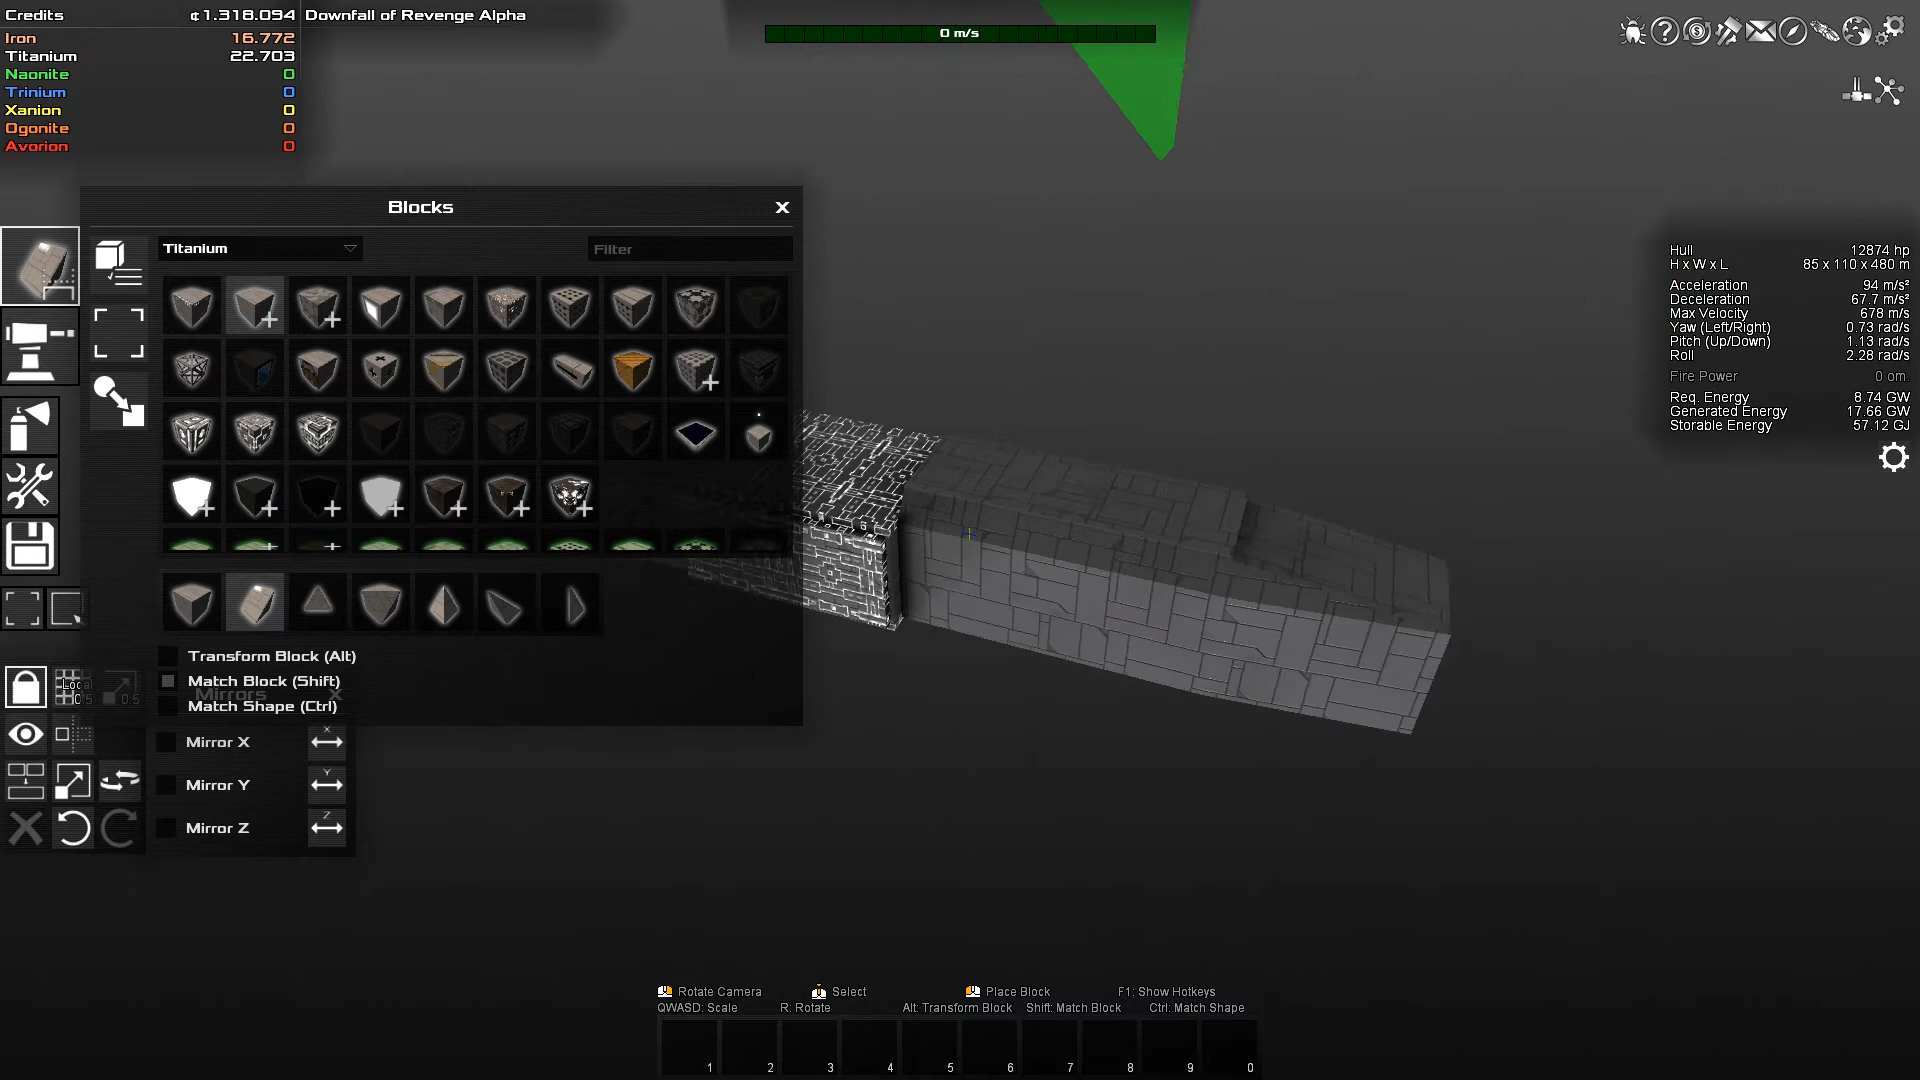 Credits ¢1.318.094 Downfall of Revenge Alpha
Iron 16.772
Titanium 22.703
Naonite 0
Trinium 0
Xanion 0
Ogonite 0
Avorion 0
0 m/s
Blocks X
Titanium Filter
Transform Block (Alt)
Match Block (Shift)
Match Shape (Ctrl)
Mirrors X
Local
0.5 0.5
Mirror X X
Mirror Y Y
Mirror Z Z
Hull 12874 hp
H x W x L 85 x 110 x 480 m
Acceleration 94 m/s²
Deceleration 67.7 m/s²
Max Velocity 678 m/s
Yaw (Left/Right) 0.73 rad/s
Pitch (Up/Down) 1.13 rad/s
Roll 2.28 rad/s
Fire Power 0 om.
Req. Energy 8.74 GW
Generated Energy 17.66 GW
Storable Energy 57.12 GJ
Rotate Camera Select Place Block F1: Show Hotkeys
QWASD: Scale R: Rotate Alt: Transform Block Shift: Match Block Ctrl: Match Shape
1 2 3 4 5 6 7 8 9 0